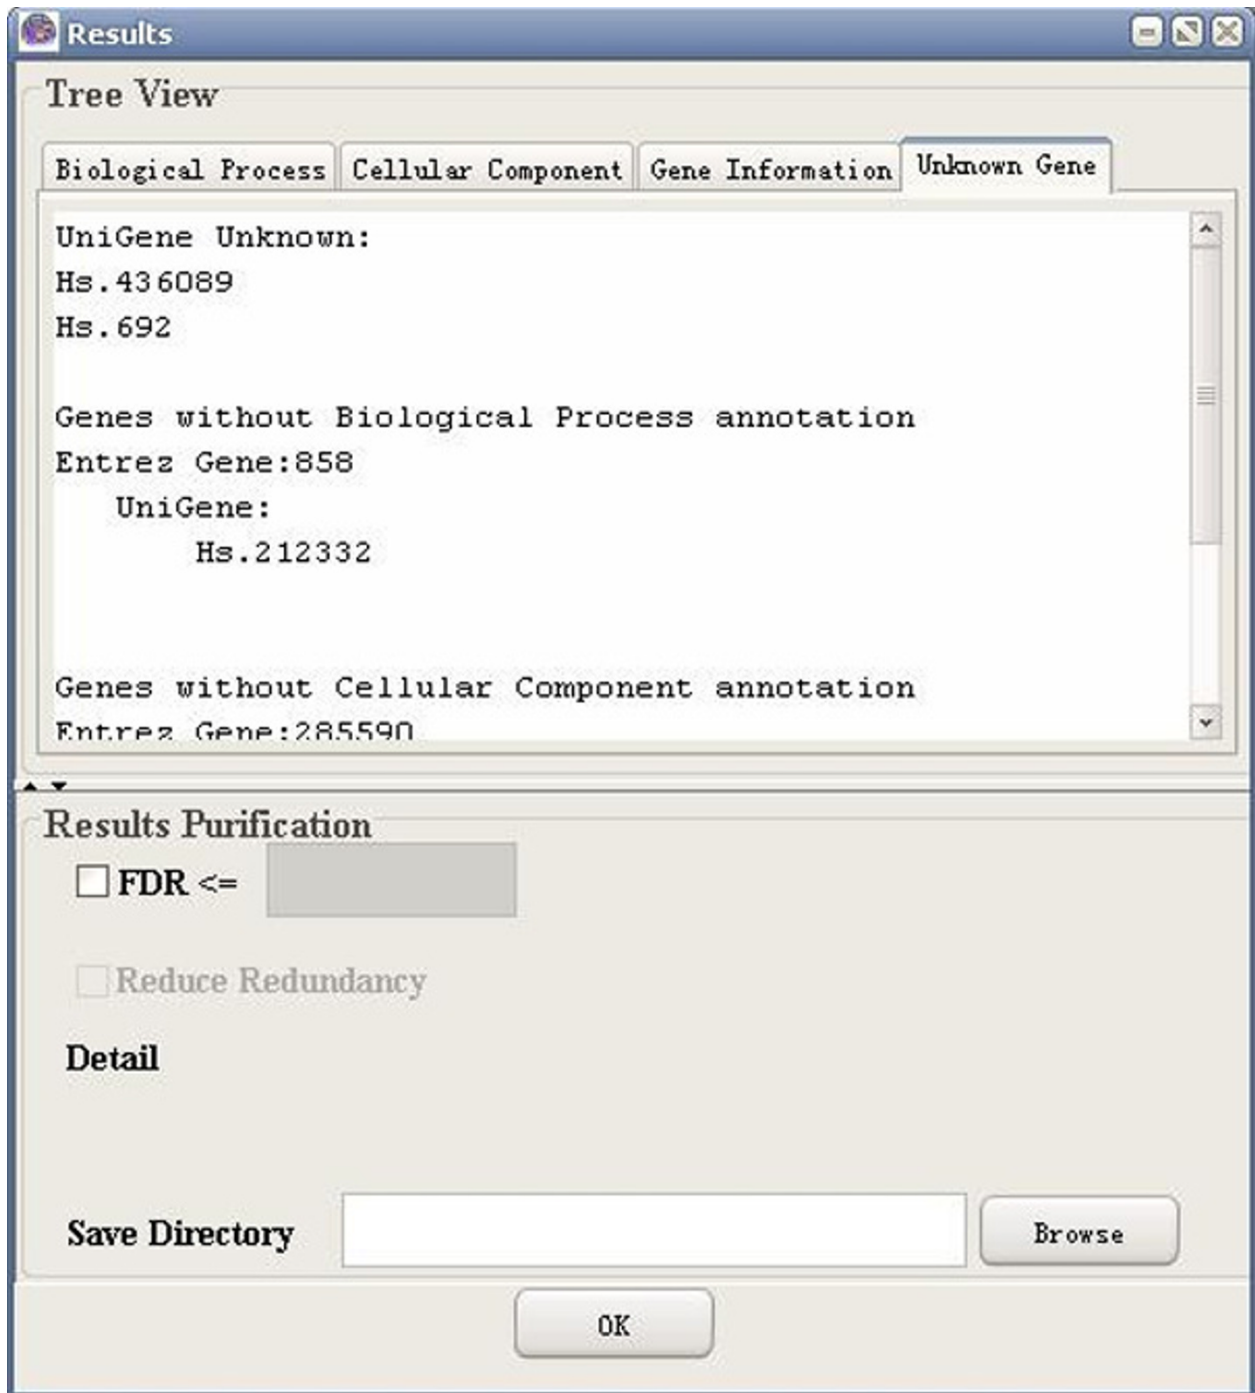 Results
Tree View
Biological Process Cellular Component Gene Information Unknown Gene
UniGene Unknown:
Hs.436089
Hs.692
Genes without Biological Process annotation
Entrez Gene:858
UniGene:
Hs.212332
Genes without Cellular Component annotation
Entrez Gene:285590
Results Purification
FDR <=
Reduce Redundancy
Detail
Save Directory Browse
OK